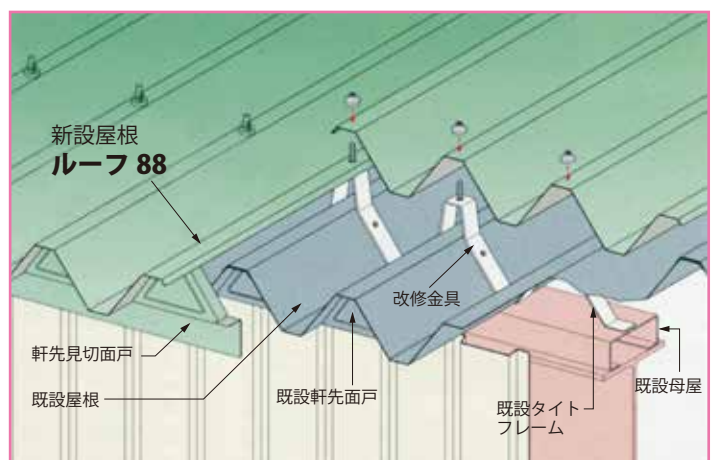 新設屋根
ルーフ 88
改修金具
軒先見切面戸
既設屋根
既設軒先面戸
既設タイト
フレーム
既設母屋